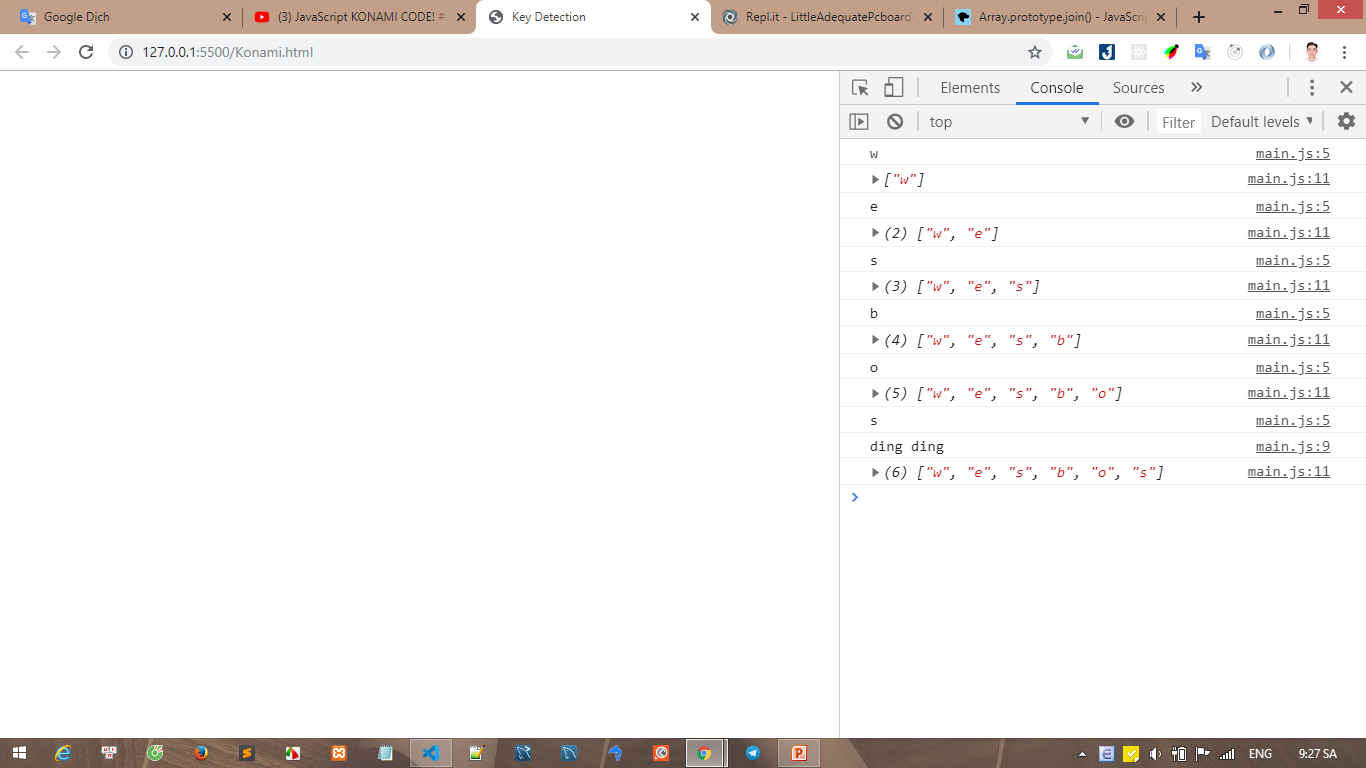 Google Dịch
(3) JavaScript KONAMI CODE! #
Key Detection
Repl.it - LittleAdequatePcboard-
Array.prototype.join() - JavaScri
127.0.0.1:5500/Konami.html
Elements Console Sources
top Filter Default levels
w main.js:5
["w"] main.js:11
e main.js:5
(2) ["w", "e"] main.js:11
s main.js:5
(3) ["w", "e", "s"] main.js:11
b main.js:5
(4) ["w", "e", "s", "b"] main.js:11
o main.js:5
(5) ["w", "e", "s", "b", "o"] main.js:11
s main.js:5
ding ding main.js:9
(6) ["w", "e", "s", "b", "o", "s"] main.js:11
ENG 9:27 SA